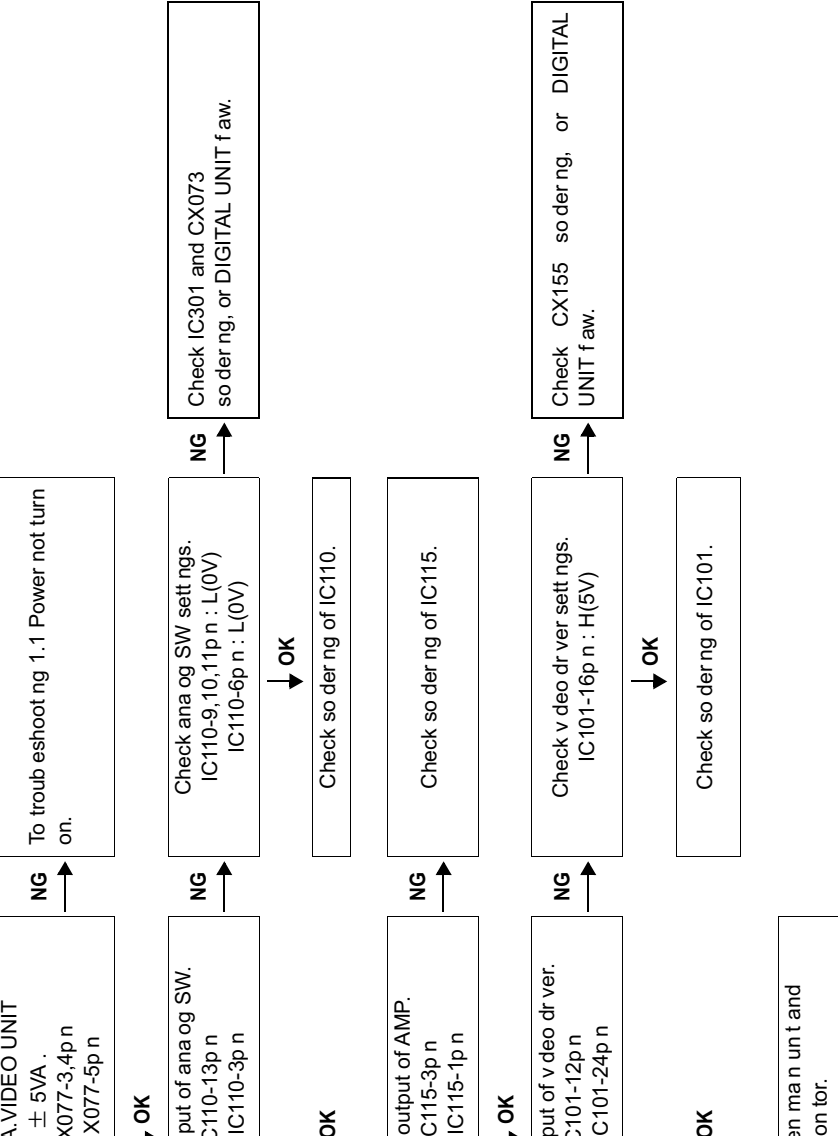 A.VIDEO UNIT
± 5VA .
X077-3,4p n
X077-5p n
NG
To troub eshoot ng 1.1 Power not turn
on.
OK
put of ana og SW.
C110-13p n
IC110-3p n
NG
Check ana og SW sett ngs.
IC110-9,10,11p n : L(0V)
IC110-6p n : L(0V)
NG
Check IC301 and CX073
so der ng, or DIGITAL UNIT f aw.
OK
Check so der ng of IC110.
OK
output of AMP.
C115-3p n
IC115-1p n
NG
Check so der ng of IC115.
OK
put of v deo dr ver.
C101-12p n
C101-24p n
NG
Check v deo dr ver sett ngs.
IC101-16p n : H(5V)
NG
Check CX155 so der ng, or DIGITAL
UNIT f aw.
OK
Check so der ng of IC101.
OK
en ma n un t and
on tor.